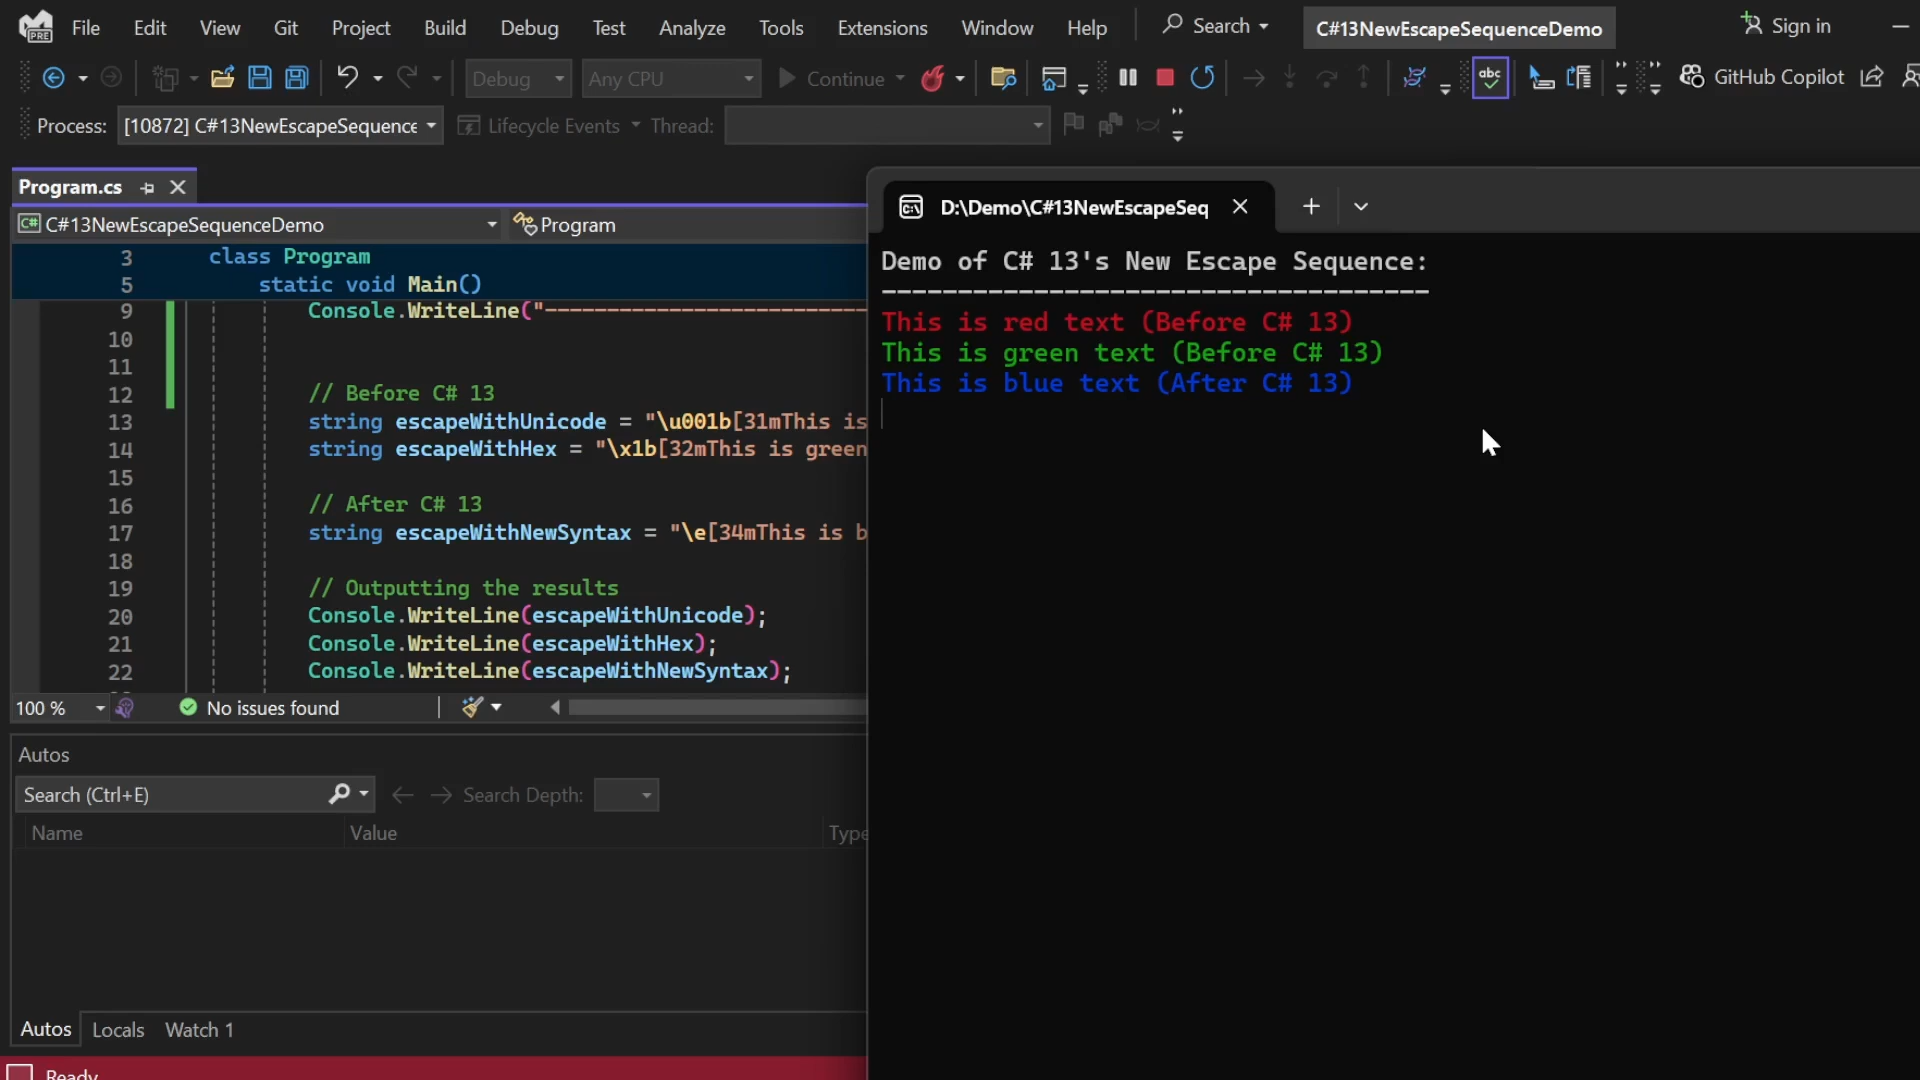 PRE
File Edit View Git Project Build Debug Test Analyze Tools Extensions Window Help Search C#13NewEscapeSequenceDemo Sign in
Debug Any CPU Continue abc GitHub Copilot
Process: [10872] C#13NewEscapeSequence Lifecycle Events Thread:
Program.cs
C# C#13NewEscapeSequenceDemo Program
3 class Program
5 static void Main()
9 Console.WriteLine("------------------------
10
11
12 // Before C# 13
13 string escapeWithUnicode = "\u001b[31mThis is
14 string escapeWithHex = "\x1b[32mThis is green
15
16 // After C# 13
17 string escapeWithNewSyntax = "\e[34mThis is b
18
19 // Outputting the results
20 Console.WriteLine(escapeWithUnicode);
21 Console.WriteLine(escapeWithHex);
22 Console.WriteLine(escapeWithNewSyntax);
100 % No issues found
Autos
Search (Ctrl+E) Search Depth:
Name Value Type
Autos Locals Watch 1
Ready
D:\Demo\C#13NewEscapeSeq
Demo of C# 13's New Escape Sequence:
------------------------------------
This is red text (Before C# 13)
This is green text (Before C# 13)
This is blue text (After C# 13)